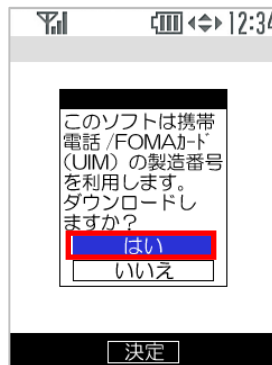 12:34
このソフトは携帯
電話/FOMAｶｰﾄﾞ
（UIM）の製造番号
を利用します。
ダウンロードし
ますか？
はい
いいえ
決定